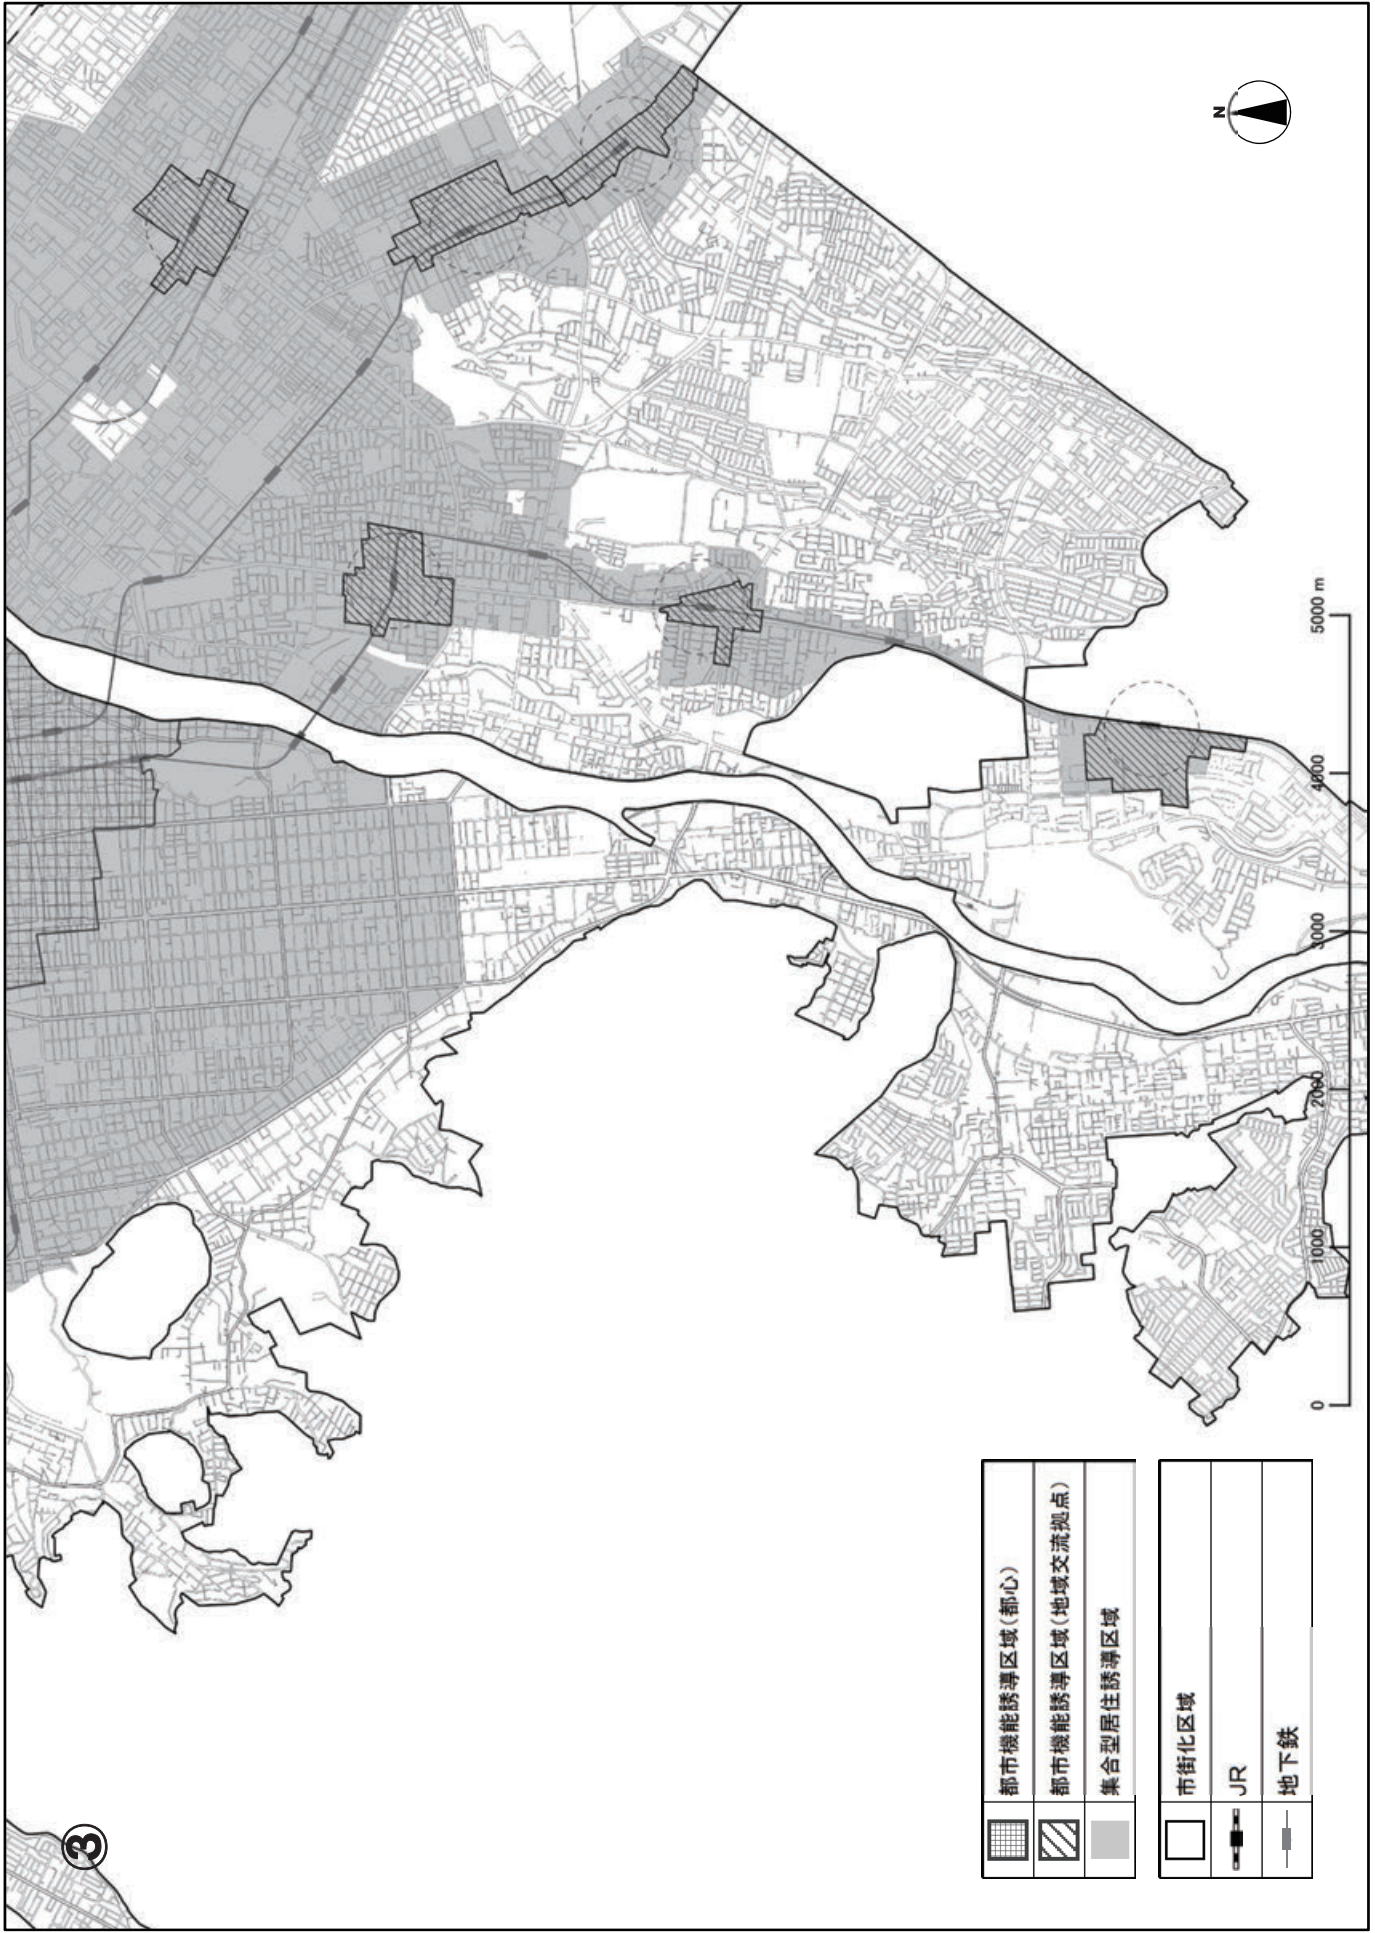 ③
N
都市機能誘導区域(都心)
都市機能誘導区域(地域交流拠点)
集合型居住誘導区域
市街化区域
JR
地下鉄
0
1000
2000
3000
4000
5000 m